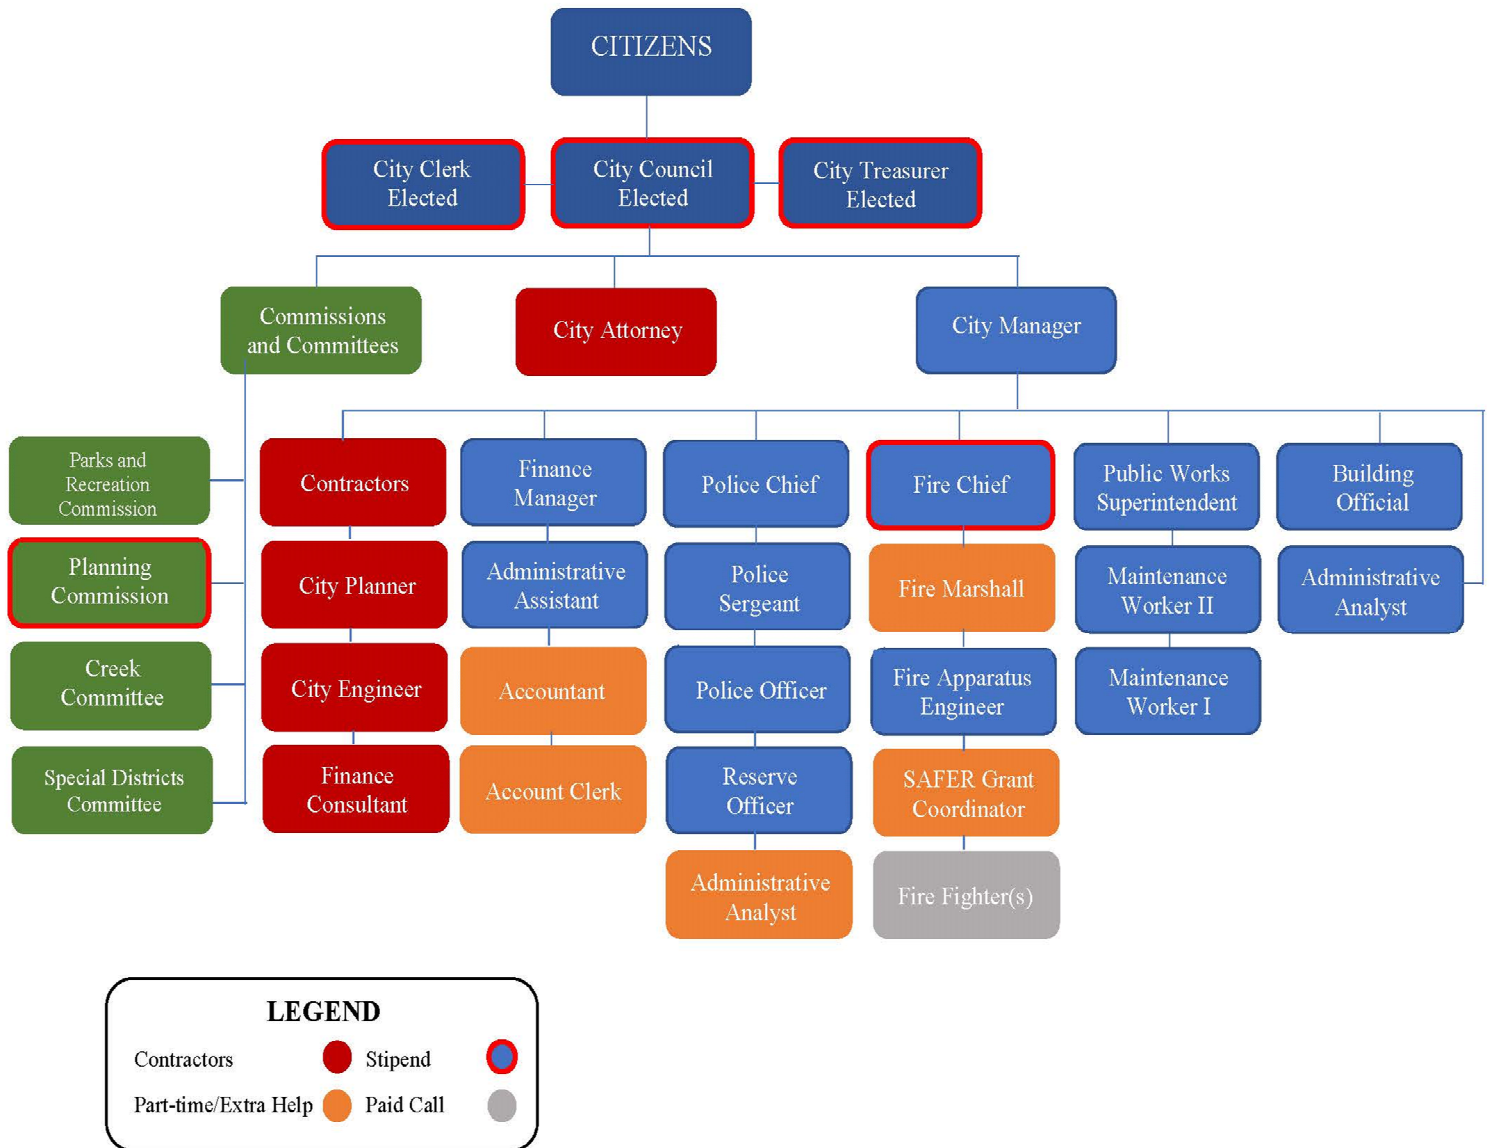 CITIZENS
City Clerk
Elected
City Council
Elected
City Treasurer
Elected
Commissions
and Committees
City Attorney
City Manager
Parks and
Recreation
Commission
Planning
Commission
Creek
Committee
Special Districts
Committee
Contractors
City Planner
City Engineer
Finance
Consultant
Finance
Manager
Administrative
Assistant
Accountant
Account Clerk
Police Chief
Police
Sergeant
Police Officer
Reserve
Officer
Administrative
Analyst
Fire Chief
Fire Marshall
Fire Apparatus
Engineer
SAFER Grant
Coordinator
Fire Fighter(s)
Public Works
Superintendent
Maintenance
Worker II
Maintenance
Worker I
Building
Official
Administrative
Analyst
LEGEND
Contractors
Stipend
Part-time/Extra Help
Paid Call